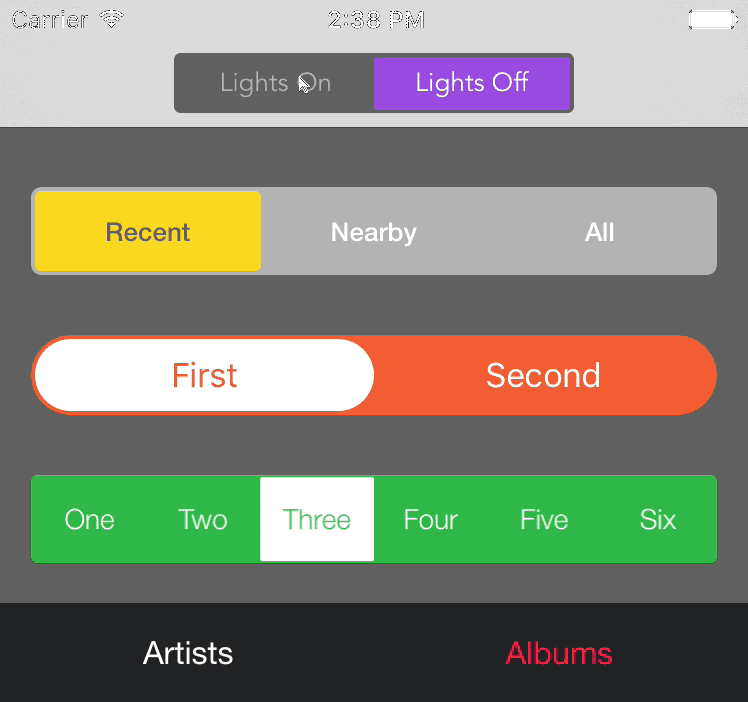 Carrier 2:38 PM
Lights On Lights Off
Recent Nearby All
First Second
One Two Three Four Five Six
Artists Albums